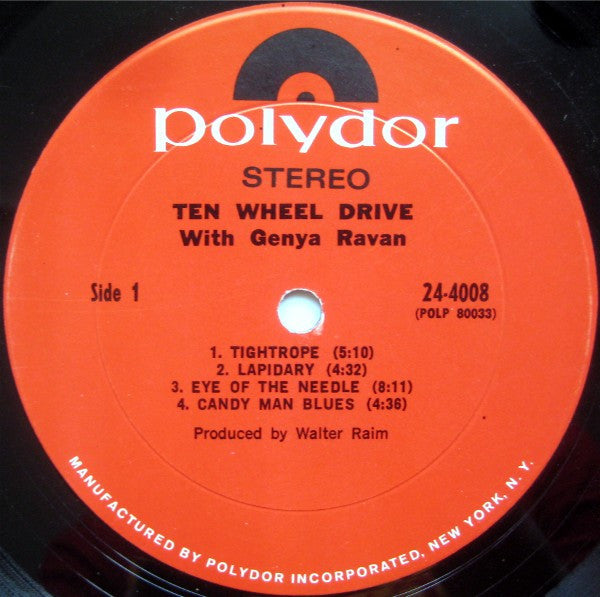 polydor
STEREO
TEN WHEEL DRIVE
With Genya Ravan
Side 1
24-4008
(POLP 80033)
1. TIGHTROPE (5:10)
2. LAPIDARY (4:32)
3. EYE OF THE NEEDLE (8:11)
4. CANDY MAN BLUES (4:36)
Produced by Walter Raim
MANUFACTURED BY POLYDOR INCORPORATED, NEW YORK, N. Y.